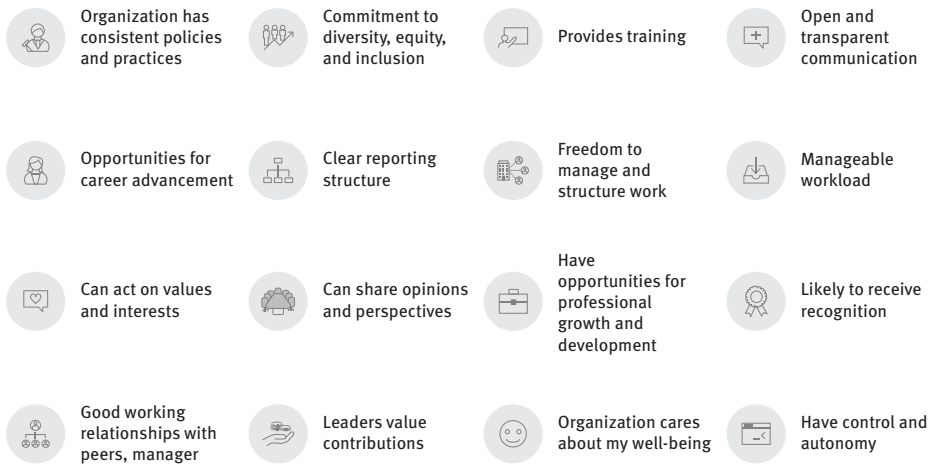 Organization has
consistent policies
and practices
Commitment to
diversity, equity,
and inclusion
Provides training
Open and
transparent
communication
Opportunities for
career advancement
Clear reporting
structure
Freedom to
manage and
structure work
Manageable
workload
Can act on values
and interests
Can share opinions
and perspectives
Have
opportunities for
professional
growth and
development
Likely to receive
recognition
Good working
relationships with
peers, manager
Leaders value
contributions
Organization cares
about my well-being
Have control and
autonomy